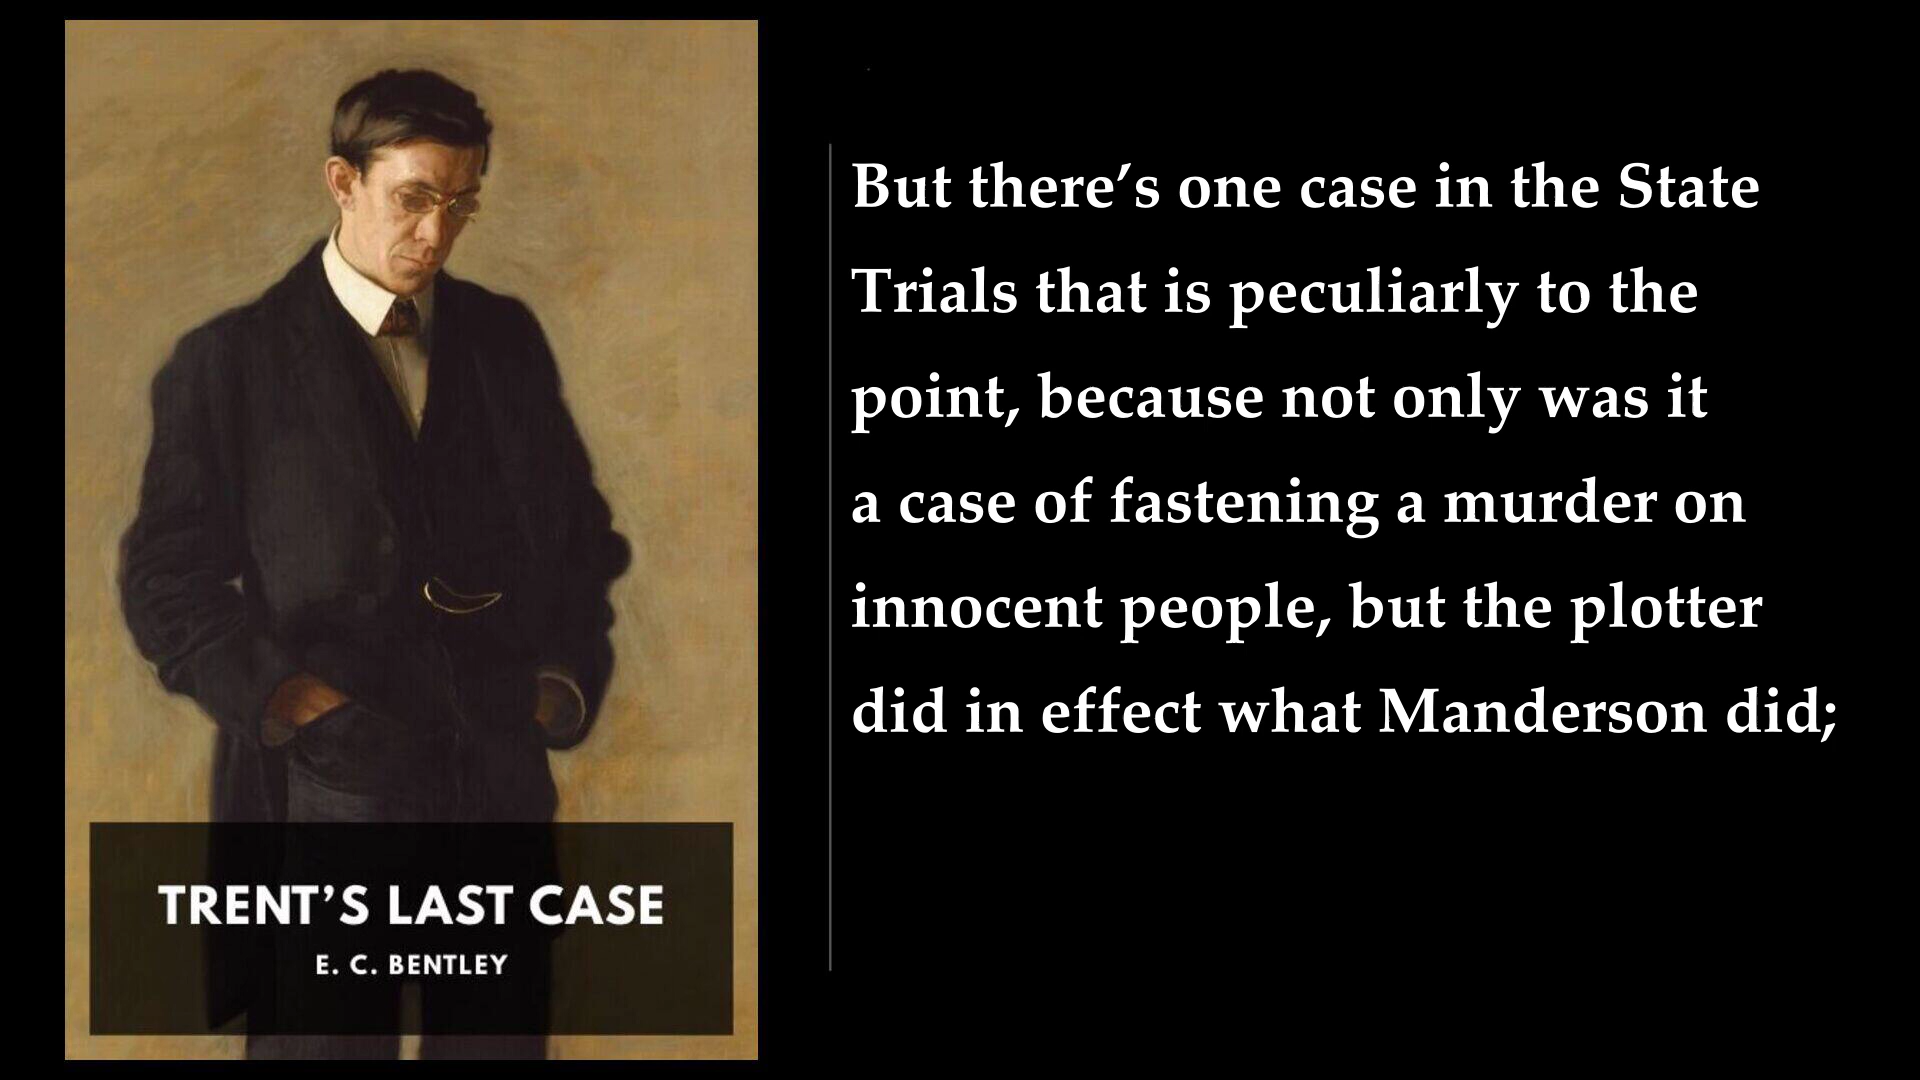 TRENT’S LAST CASE
E. C. BENTLEY
But there’s one case in the State
Trials that is peculiarly to the
point, because not only was it
a case of fastening a murder on
innocent people, but the plotter
did in effect what Manderson did;